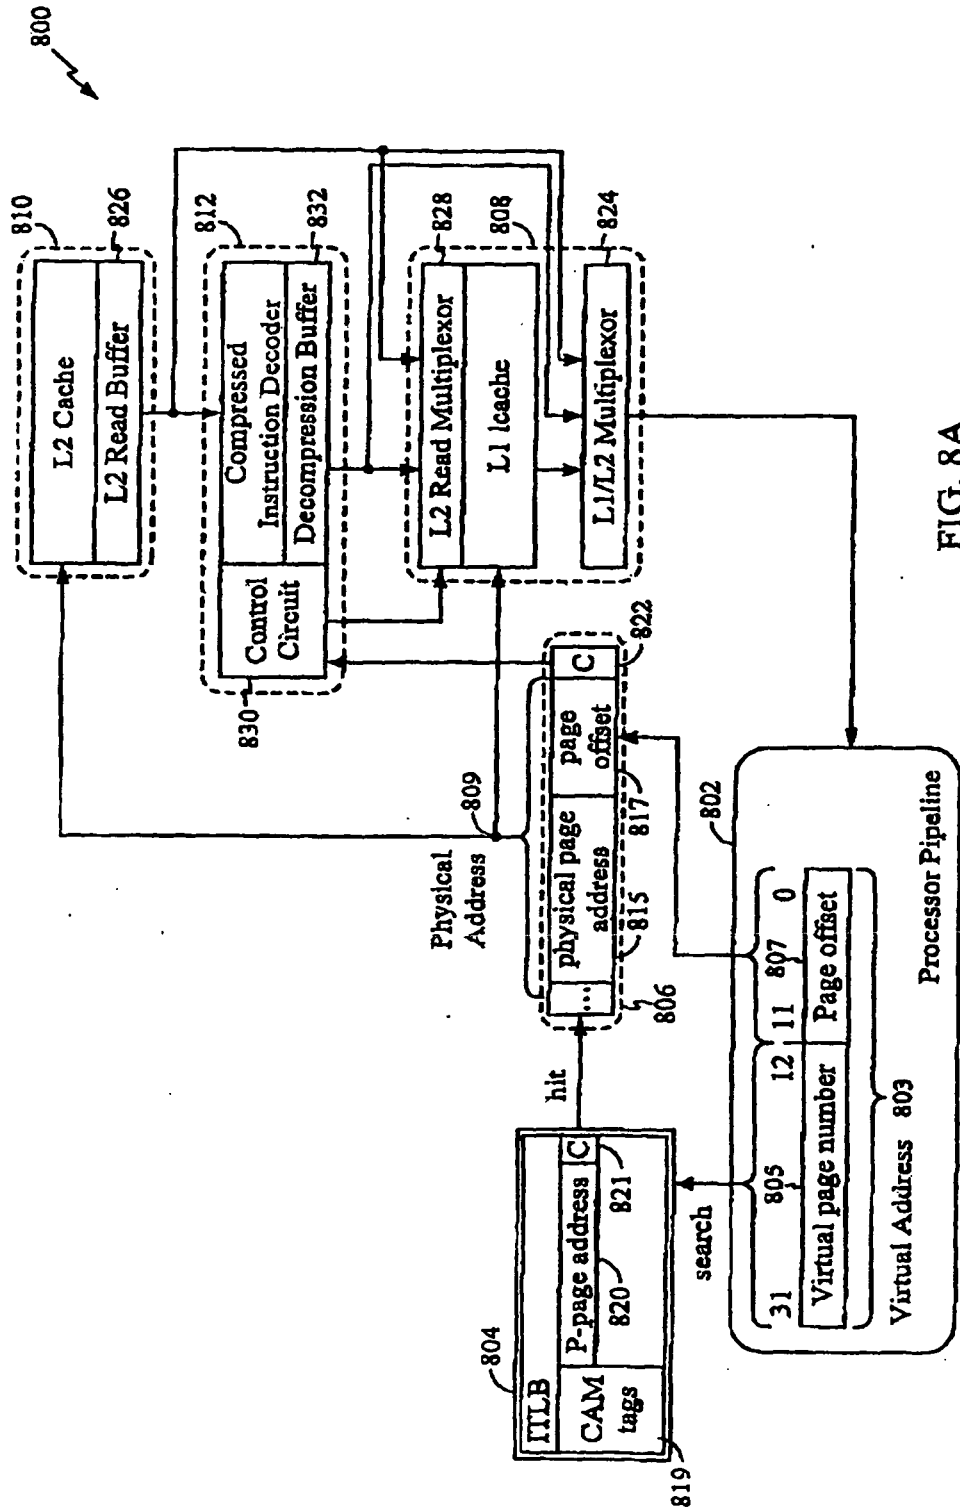 800
810
L2 Cache
L2 Read Buffer
826
812
Control
Circuit
Compressed
Instruction Decoder
Decompression Buffer
832
830
L2 Read Multiplexor
828
L1 Icache
808
L1/L2 Multiplexor
824
Physical
Address
809
...
physical page
address
page
offset
C
806
815
817
822
hit
804
ITLB
CAM
tags
P-page address
C
819
820
821
search
802
31
805
12
11
807
0
Virtual page number
Page offset
Virtual Address 803
Processor Pipeline
FIG. 8A